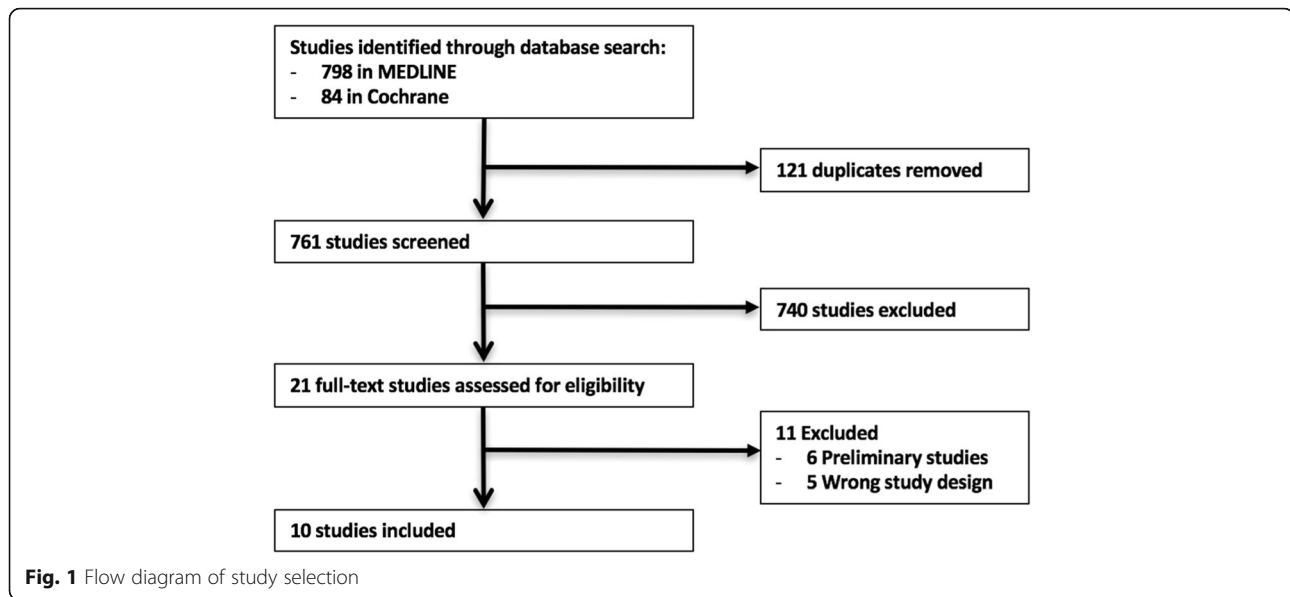 Studies identified through database search:
- 798 in MEDLINE
- 84 in Cochrane
121 duplicates removed
761 studies screened
740 studies excluded
21 full-text studies assessed for eligibility
11 Excluded
- 6 Preliminary studies
- 5 Wrong study design
10 studies included
Fig. 1 Flow diagram of study selection